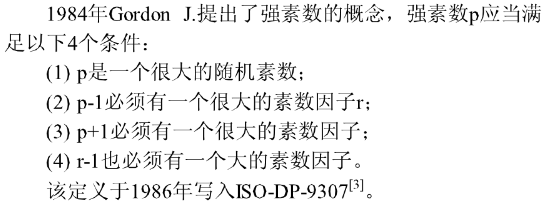 1984年Gordon J.提出了强素数的概念，强素数p应当满
足以下4个条件：
(1) p是一个很大的随机素数；
(2) p-1必须有一个很大的素数因子r；
(3) p+1必须有一个很大的素数因子；
(4) r-1也必须有一个大的素数因子。
该定义于1986年写入ISO-DP-9307[3]。